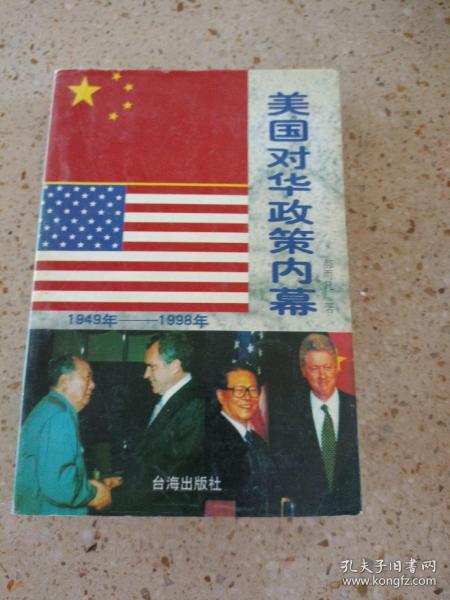 美国对华政策内幕
著
1949年——1998年
台海出版社
孔夫子旧书网
www.kongfz.com